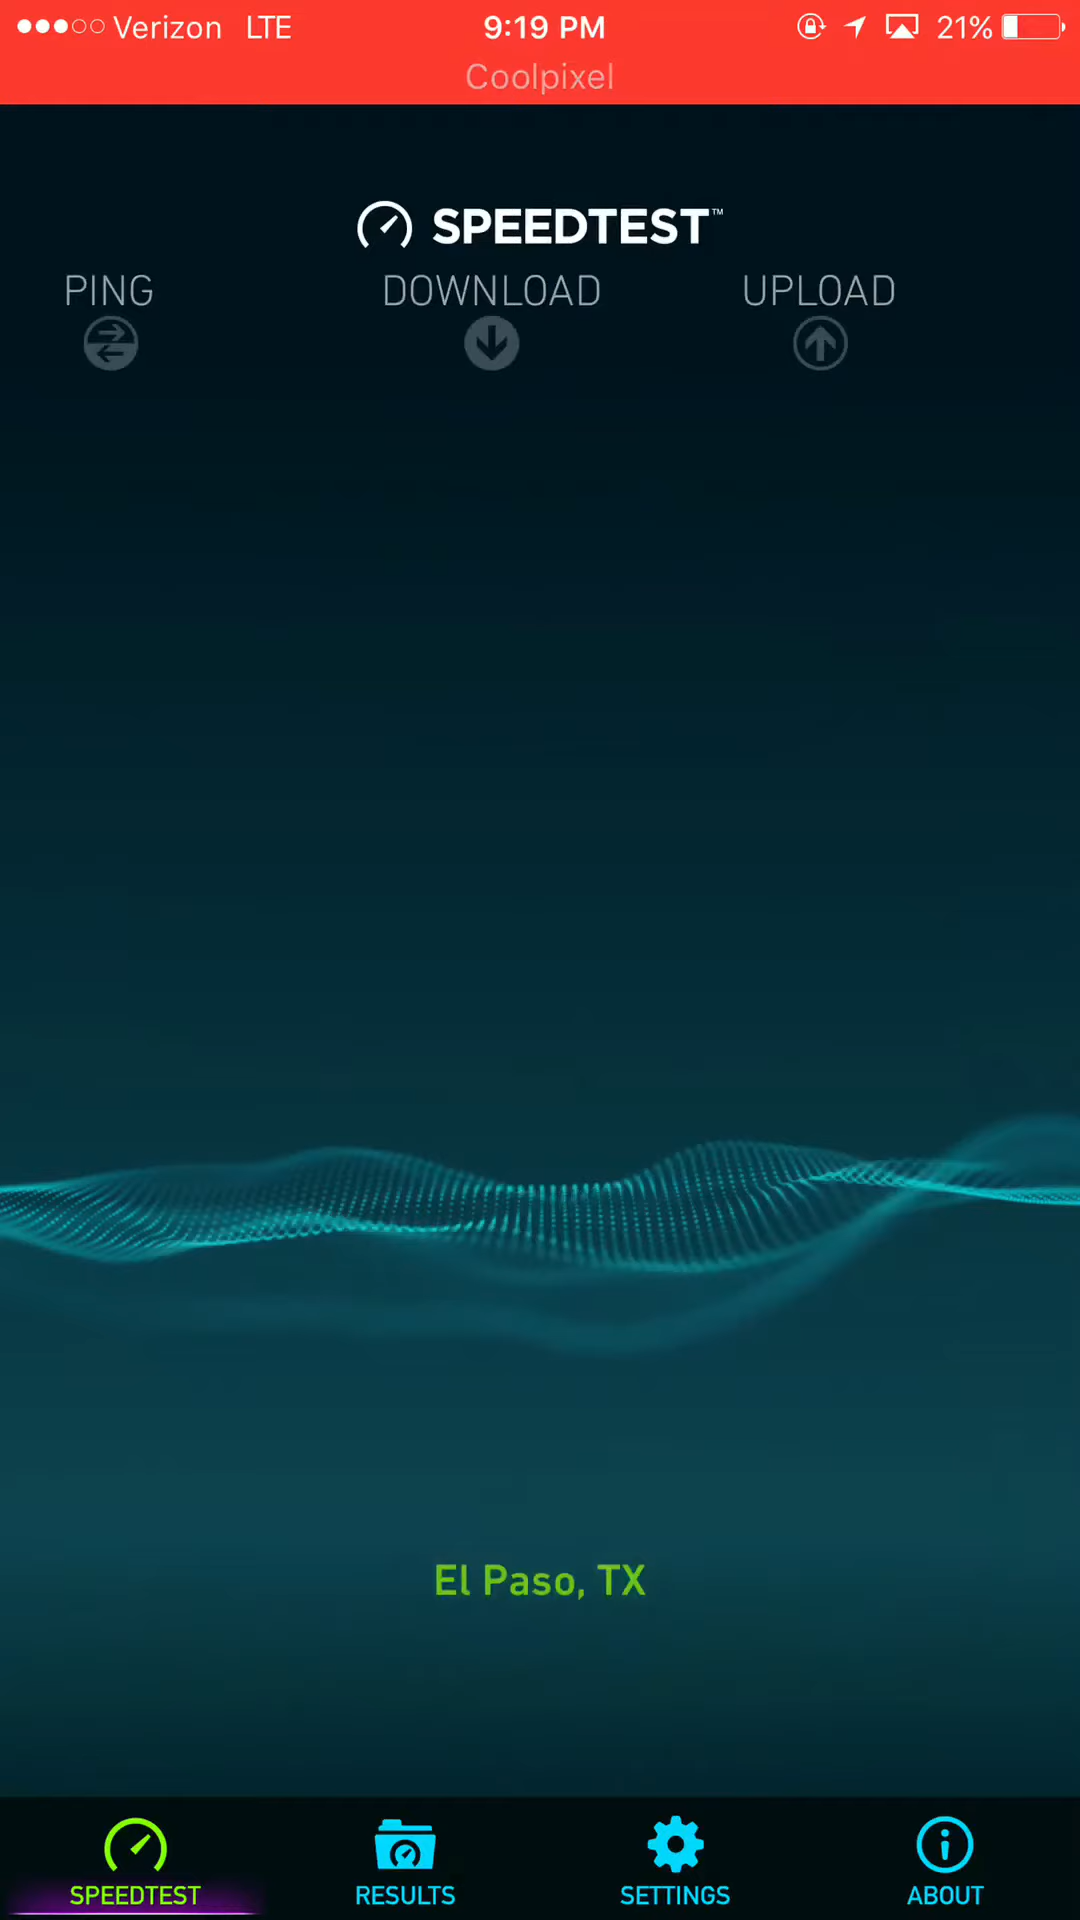 Verizon LTE 9:19 PM 21%
Coolpixel
SPEEDTEST™
PING DOWNLOAD UPLOAD
El Paso, TX
SPEEDTEST RESULTS SETTINGS ABOUT